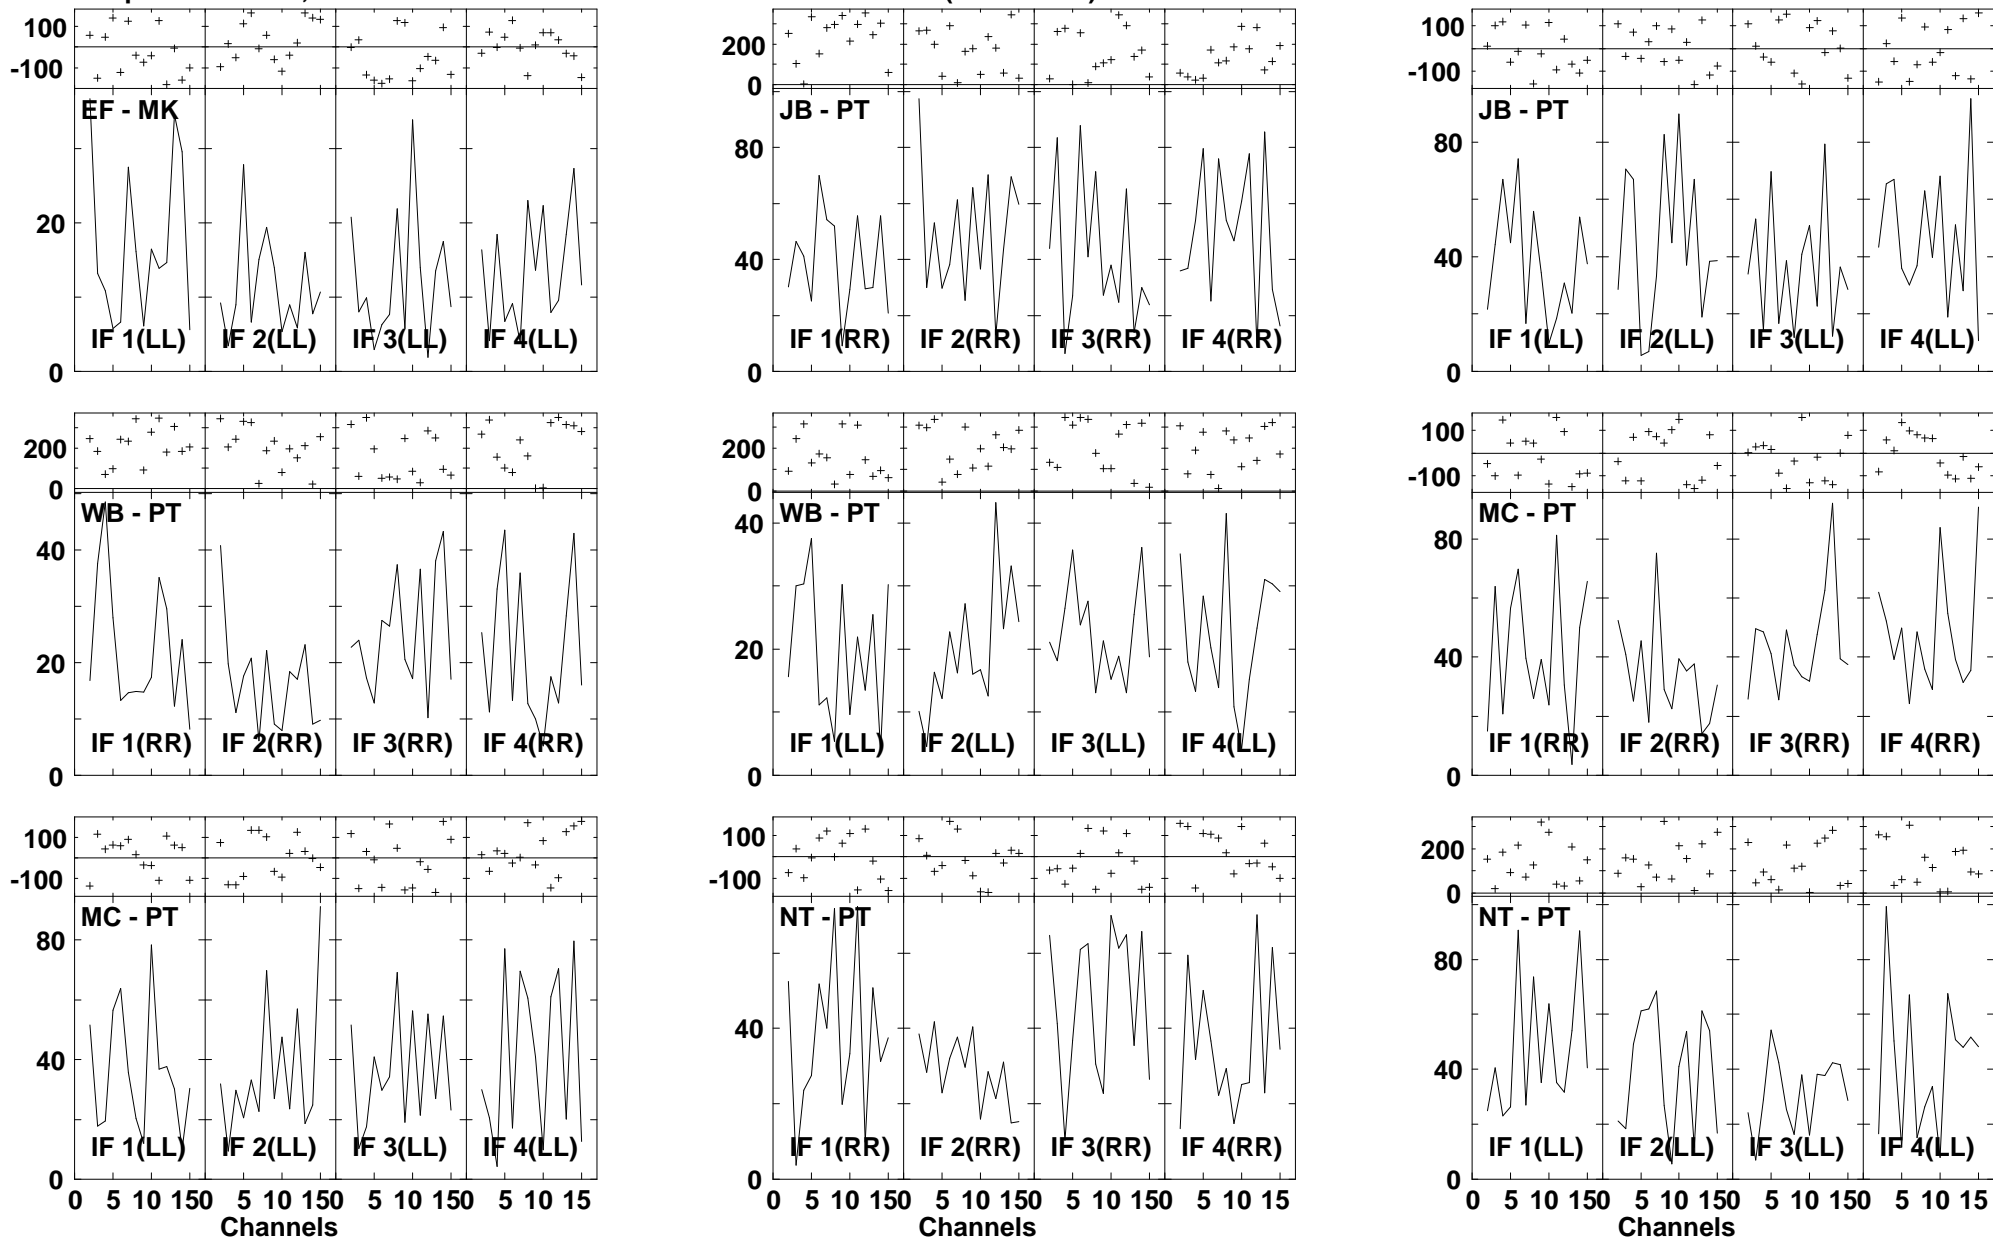 100 200 100
-100 0 -100
EF - MK JB - PT JB - PT
80 80
20 40 40
IF 1(LL) IF 2(LL) IF 3(LL) IF 4(LL) IF 1(RR) IF 2(RR) IF 3(RR) IF 4(RR) IF 1(LL) IF 2(LL) IF 3(LL) IF 4(LL)
0 0 0
200 200 100
0 0 -100
WB - PT WB - PT MC - PT
40 40 80
20 20 40
IF 1(RR) IF 2(RR) IF 3(RR) IF 4(RR) IF 1(LL) IF 2(LL) IF 3(LL) IF 4(LL) IF 1(RR) IF 2(RR) IF 3(RR) IF 4(RR)
0 0 0
100 100 200
-100 -100 0
MC - PT NT - PT NT - PT
80 80
40 40 40
IF 1(LL) IF 2(LL) IF 3(LL) IF 4(LL) IF 1(RR) IF 2(RR) IF 3(RR) IF 4(RR) IF 1(LL) IF 2(LL) IF 3(LL) IF 4(LL)
0 0 0
0 5 10 150 5 10 150 5 10 150 5 10 15 0 5 10 150 5 10 150 5 10 150 5 10 15 0 5 10 150 5 10 150 5 10 150 5 10 15
Channels Channels Channels